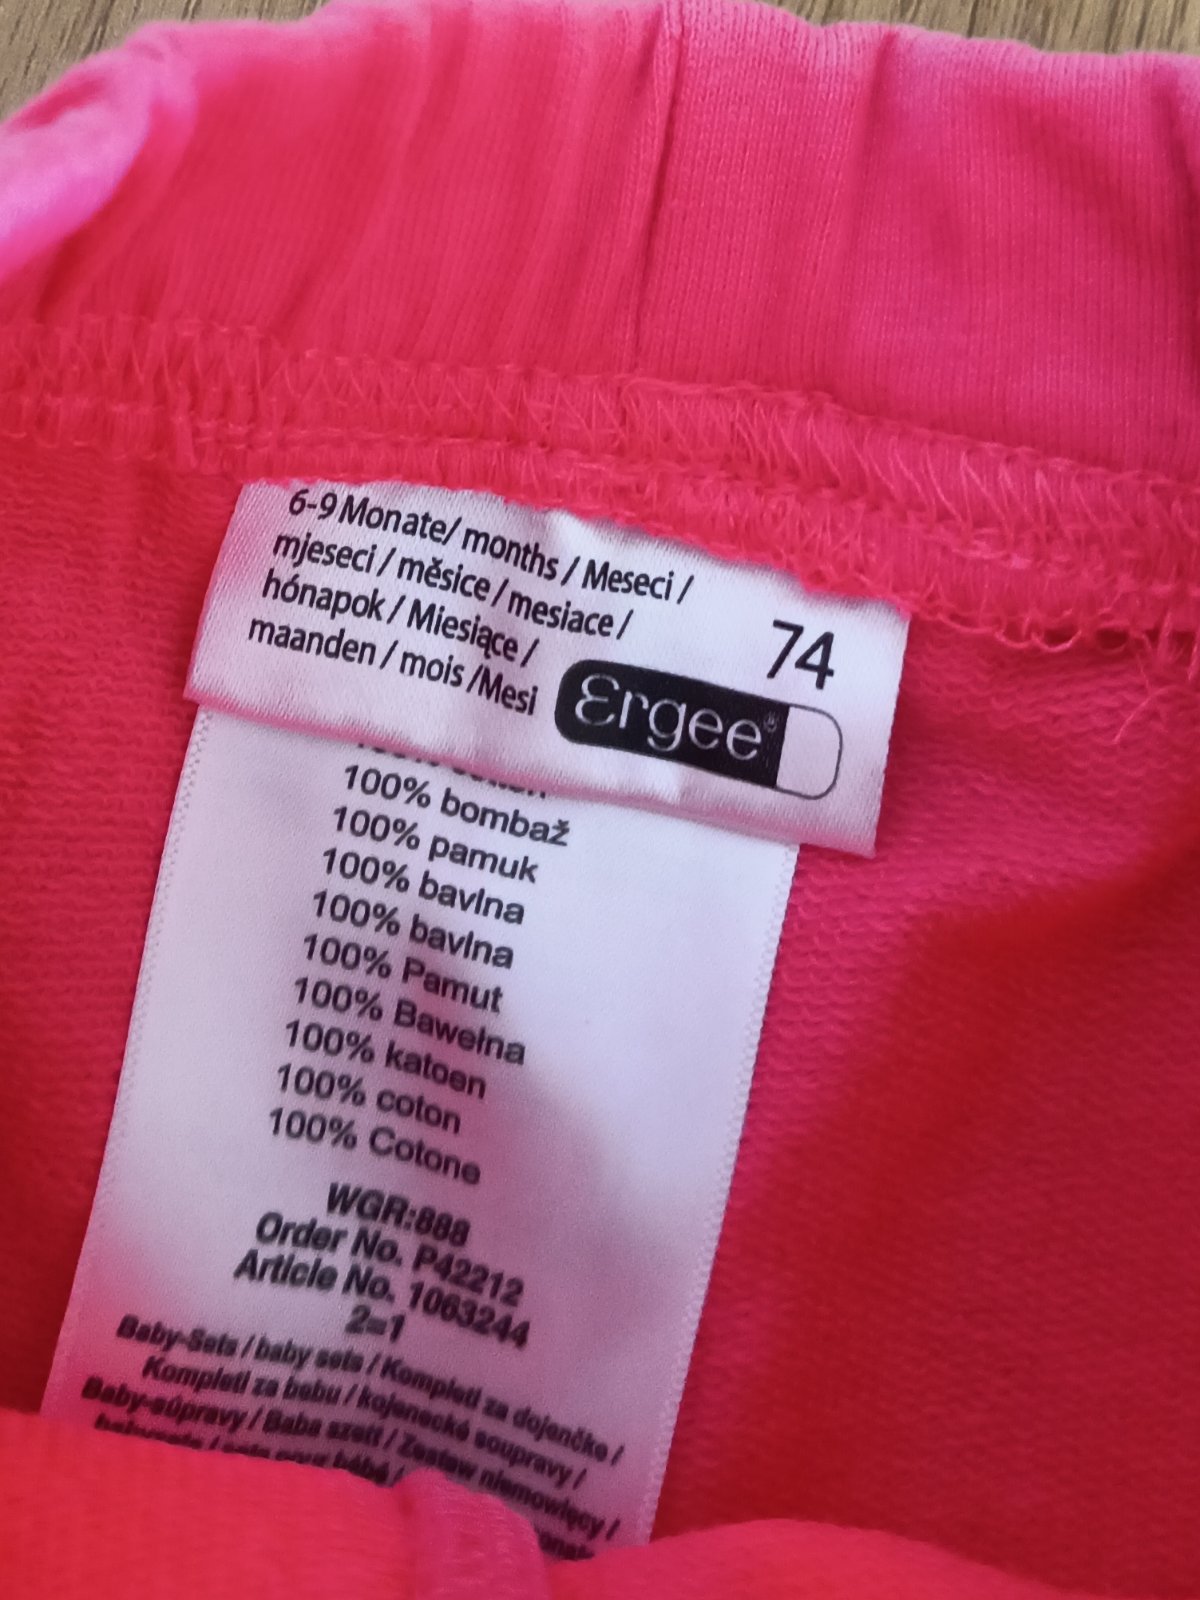 6-9 Monate/ months / Meseci /
mjeseci / měsice / mesiace /
hónapok / Miesiące /
maanden / mois /Mesi
74
Ergee®
100% bombaž
100% pamuk
100% bavlna
100% bavlna
100% Pamut
100% Bawełna
100% katoen
100% coton
100% Cotone
WGR:888
Order No. P42212
Article No. 1063244
2=1
Baby-Sets / baby sets / Kompleti za dojenčke /
Kompleti za bebu / kojenecké soupravy /
Baby-súpravy / Baba szett / Zestaw niemowlęcy /